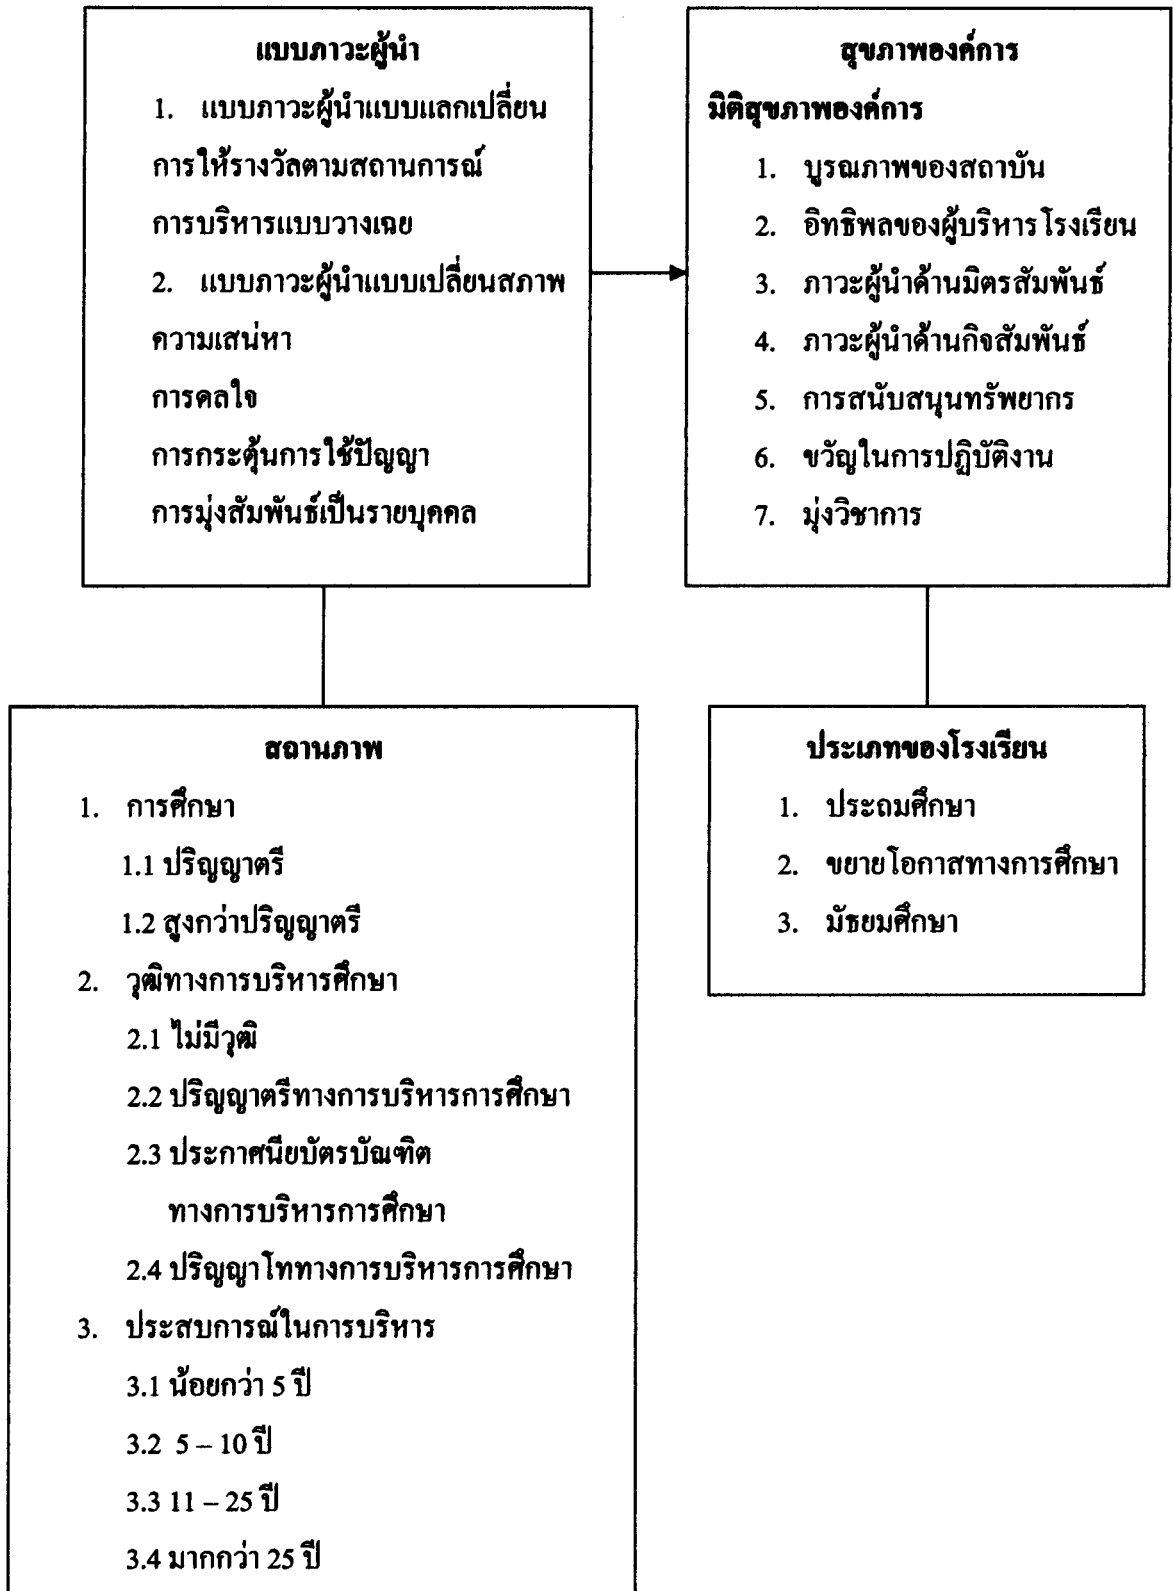 แบบภาวะผู้นำ
1. แบบภาวะผู้นำแบบแลกเปลี่ยน
การให้รางวัลตามสถานการณ์
การบริหารแบบวางเฉย
2. แบบภาวะผู้นำแบบเปลี่ยนสภาพ
ความเสน่หา
การดลใจ
การกระตุ้นการใช้ปัญญา
การมุ่งสัมพันธ์เป็นรายบุคคล
สุขภาพองค์การ
มิติสุขภาพองค์การ
1. บูรณภาพของสถาบัน
2. อิทธิพลของผู้บริหารโรงเรียน
3. ภาวะผู้นำด้านมิตรสัมพันธ์
4. ภาวะผู้นำด้านกิจสัมพันธ์
5. การสนับสนุนทรัพยากร
6. ขวัญในการปฏิบัติงาน
7. มุ่งวิชาการ
สถานภาพ
1. การศึกษา
1.1 ปริญญาตรี
1.2 สูงกว่าปริญญาตรี
2. วุฒิทางการบริหารศึกษา
2.1 ไม่มีวุฒิ
2.2 ปริญญาตรีทางการบริหารการศึกษา
2.3 ประกาศนียบัตรบัณฑิต
ทางการบริหารการศึกษา
2.4 ปริญญาโททางการบริหารการศึกษา
3. ประสบการณ์ในการบริหาร
3.1 น้อยกว่า 5 ปี
3.2 5 – 10 ปี
3.3 11 – 25 ปี
3.4 มากกว่า 25 ปี
ประเภทของโรงเรียน
1. ประถมศึกษา
2. ขยายโอกาสทางการศึกษา
3. มัธยมศึกษา